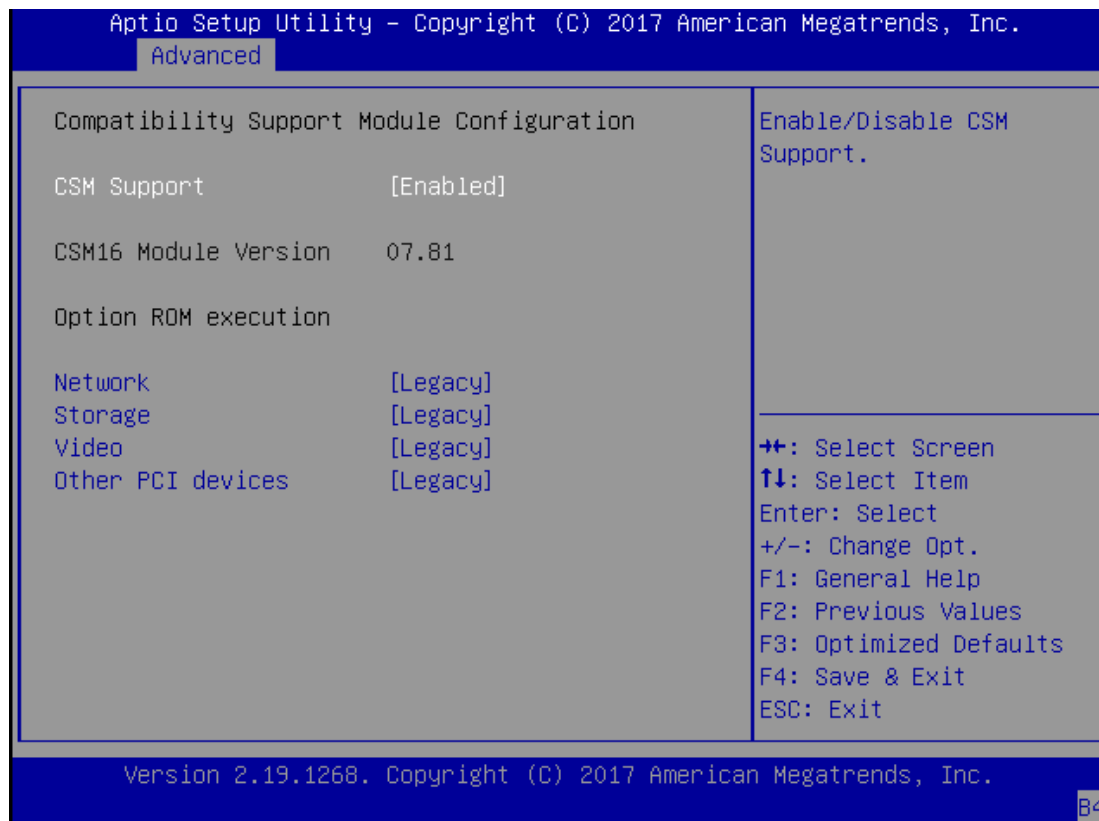 Aptio Setup Utility – Copyright (C) 2017 American Megatrends, Inc.
Advanced
Compatibility Support Module Configuration
CSM Support [Enabled]
CSM16 Module Version 07.81
Option ROM execution
Network [Legacy]
Storage [Legacy]
Video [Legacy]
Other PCI devices [Legacy]
Enable/Disable CSM
Support.
→←: Select Screen
↑↓: Select Item
Enter: Select
+/-: Change Opt.
F1: General Help
F2: Previous Values
F3: Optimized Defaults
F4: Save & Exit
ESC: Exit
Version 2.19.1268. Copyright (C) 2017 American Megatrends, Inc.
B4